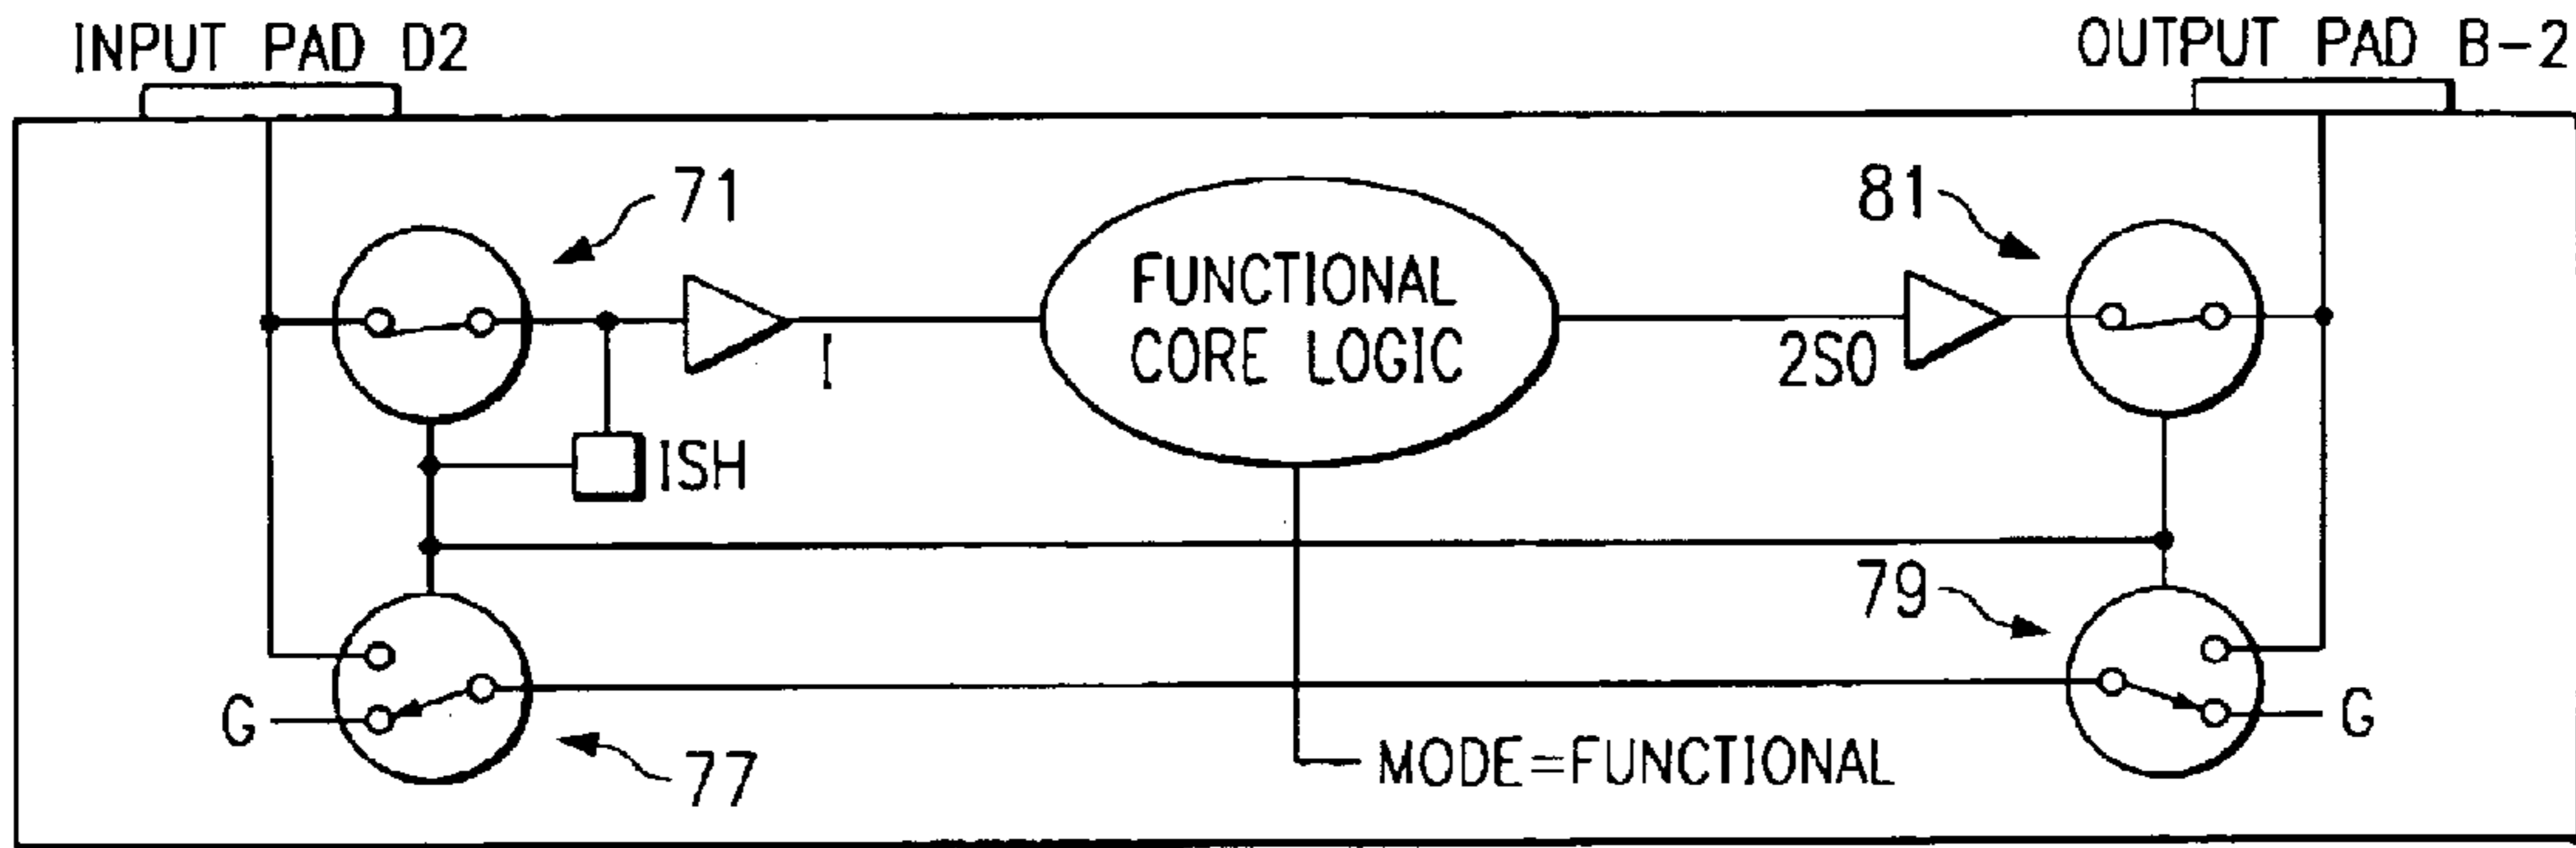 INPUT PAD D2
OUTPUT PAD B-2
71
81
FUNCTIONAL
CORE LOGIC
I
2SO
ISH
79
G
G
77
MODE=FUNCTIONAL